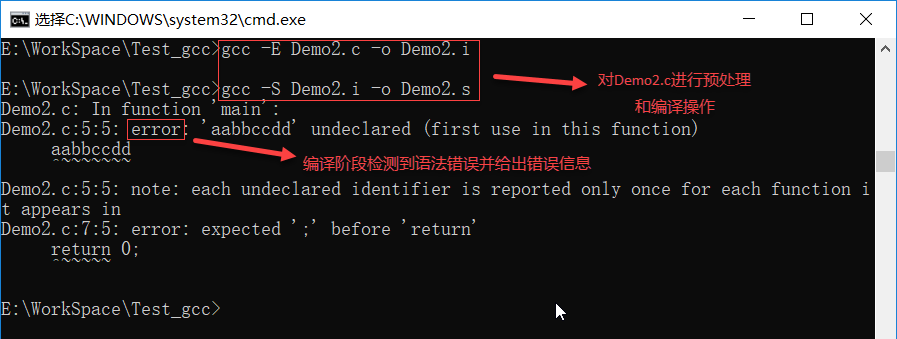 选择C:\WINDOWS\system32\cmd.exe
E:\WorkSpace\Test_gcc>gcc -E Demo2.c -o Demo2.i
E:\WorkSpace\Test_gcc>gcc -S Demo2.i -o Demo2.s
对Demo2.c进行预处理
和编译操作
Demo2.c: In function 'main':
Demo2.c:5:5: error: 'aabbccdd' undeclared (first use in this function)
aabbccdd
^~~~~~~~
编译阶段检测到语法错误并给出错误信息
Demo2.c:5:5: note: each undeclared identifier is reported only once for each function i
t appears in
Demo2.c:7:5: error: expected ';' before 'return'
return 0;
^~~~~~
E:\WorkSpace\Test_gcc>